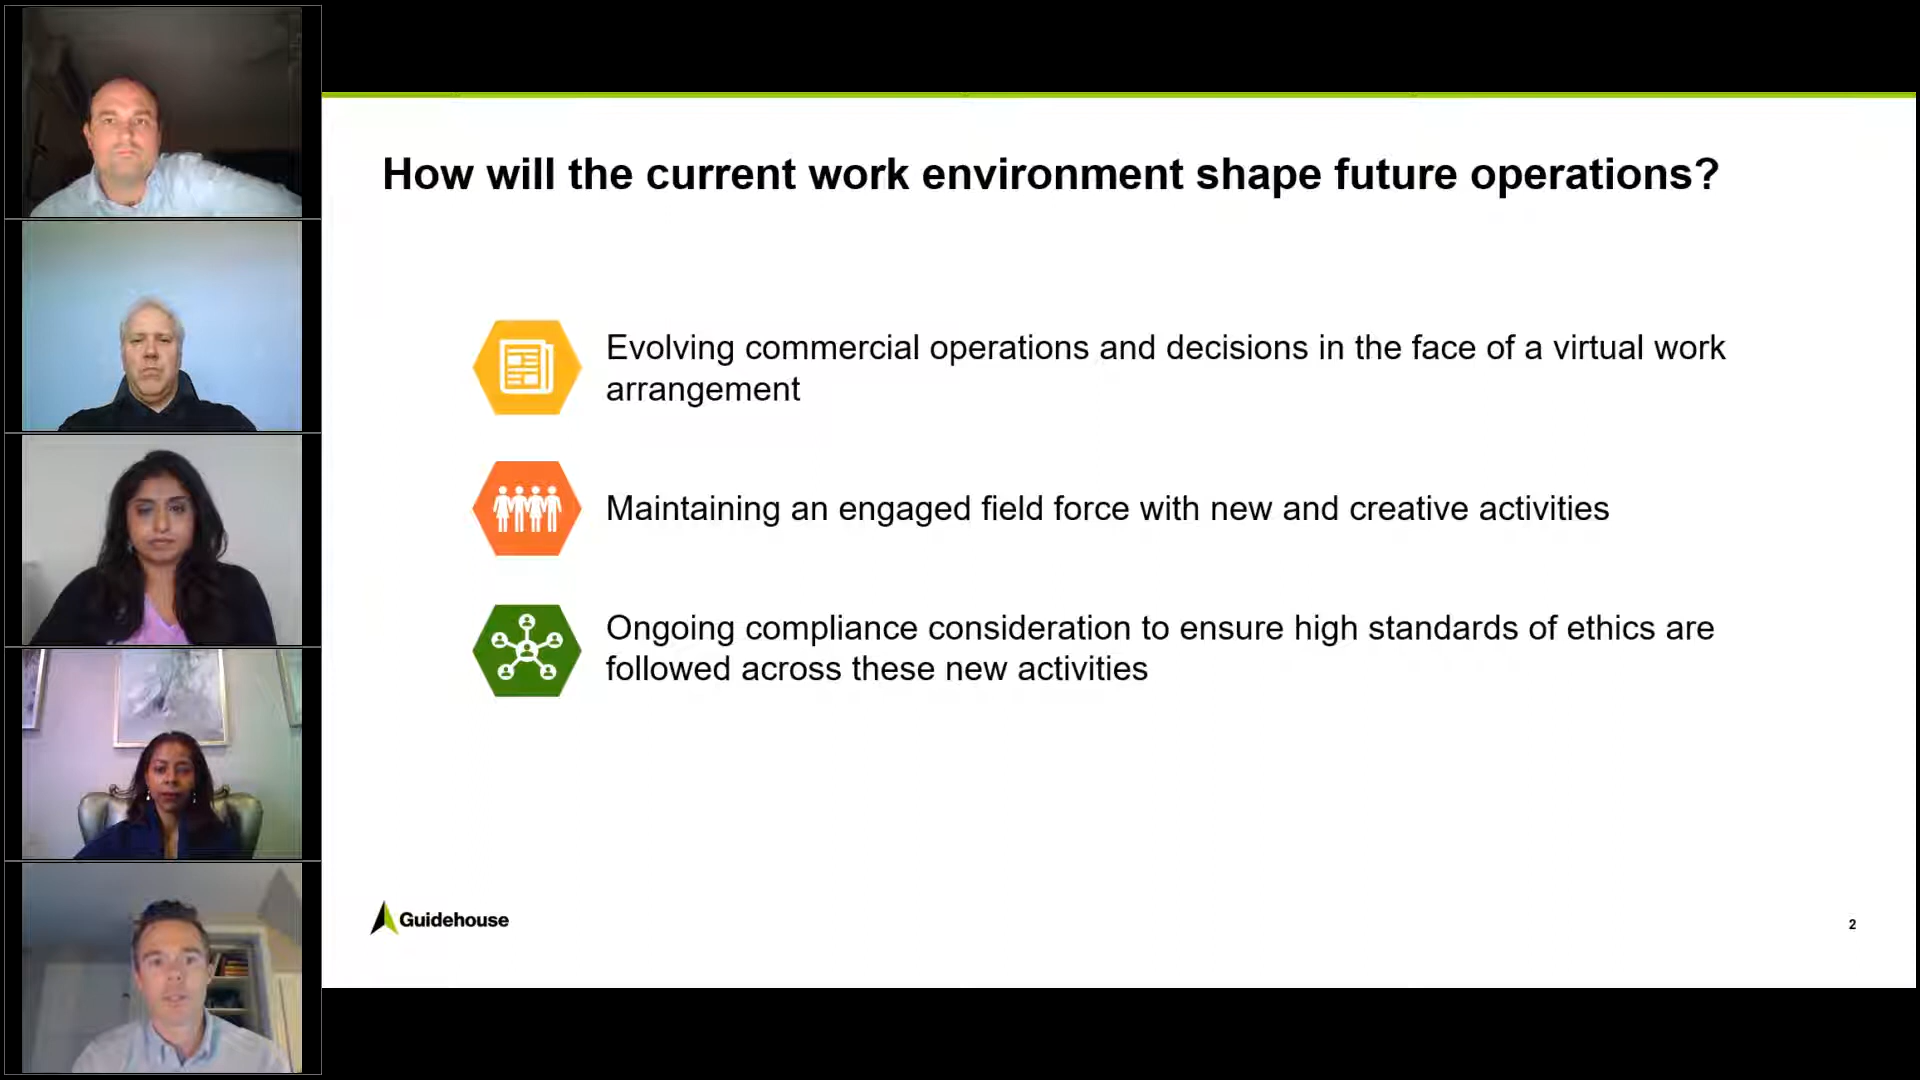 How will the current work environment shape future operations?
Evolving commercial operations and decisions in the face of a virtual work
arrangement
Maintaining an engaged field force with new and creative activities
Ongoing compliance consideration to ensure high standards of ethics are
followed across these new activities
Guidehouse
2